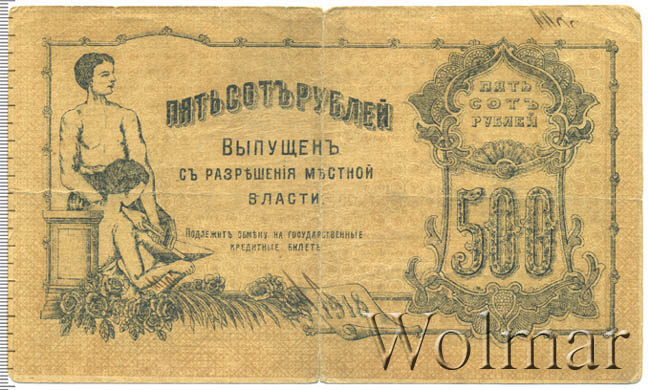 ПЯТЬСОТЪ РУБЛЕЙ
ВЫПУЩЕНЪ
СЪ РАЗРѢШЕНІЯ МѢСТНОЙ
ВЛАСТИ.
ПОДЛЕЖИТЪ ОБМѢНУ НА ГОСУДАРСТВЕННЫЕ
КРЕДИТНЫЕ БИЛЕТЫ
ПЯТЬ
СОТЪ
РУБЛЕЙ
500
1918
Wolmar